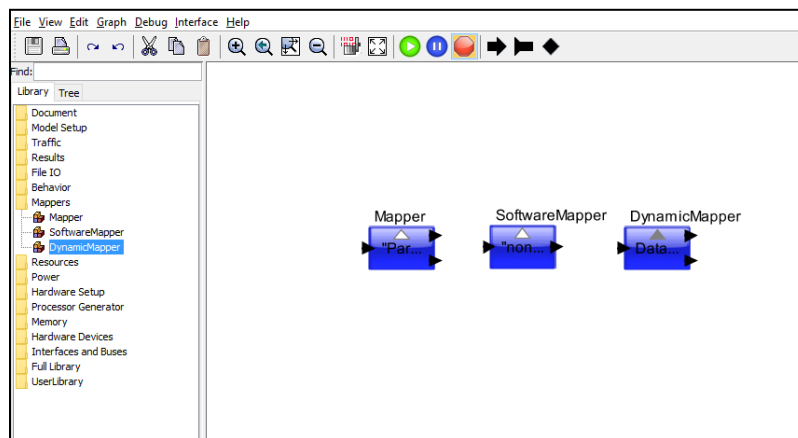 File View Edit Graph Debug Interface Help
Find:
Library Tree
Document
Model Setup
Traffic
Results
File IO
Behavior
Mappers
Mapper
SoftwareMapper
DynamicMapper
Resources
Power
Hardware Setup
Processor Generator
Memory
Hardware Devices
Interfaces and Buses
Full Library
UserLibrary
Mapper SoftwareMapper DynamicMapper
"Par... "non... Data...